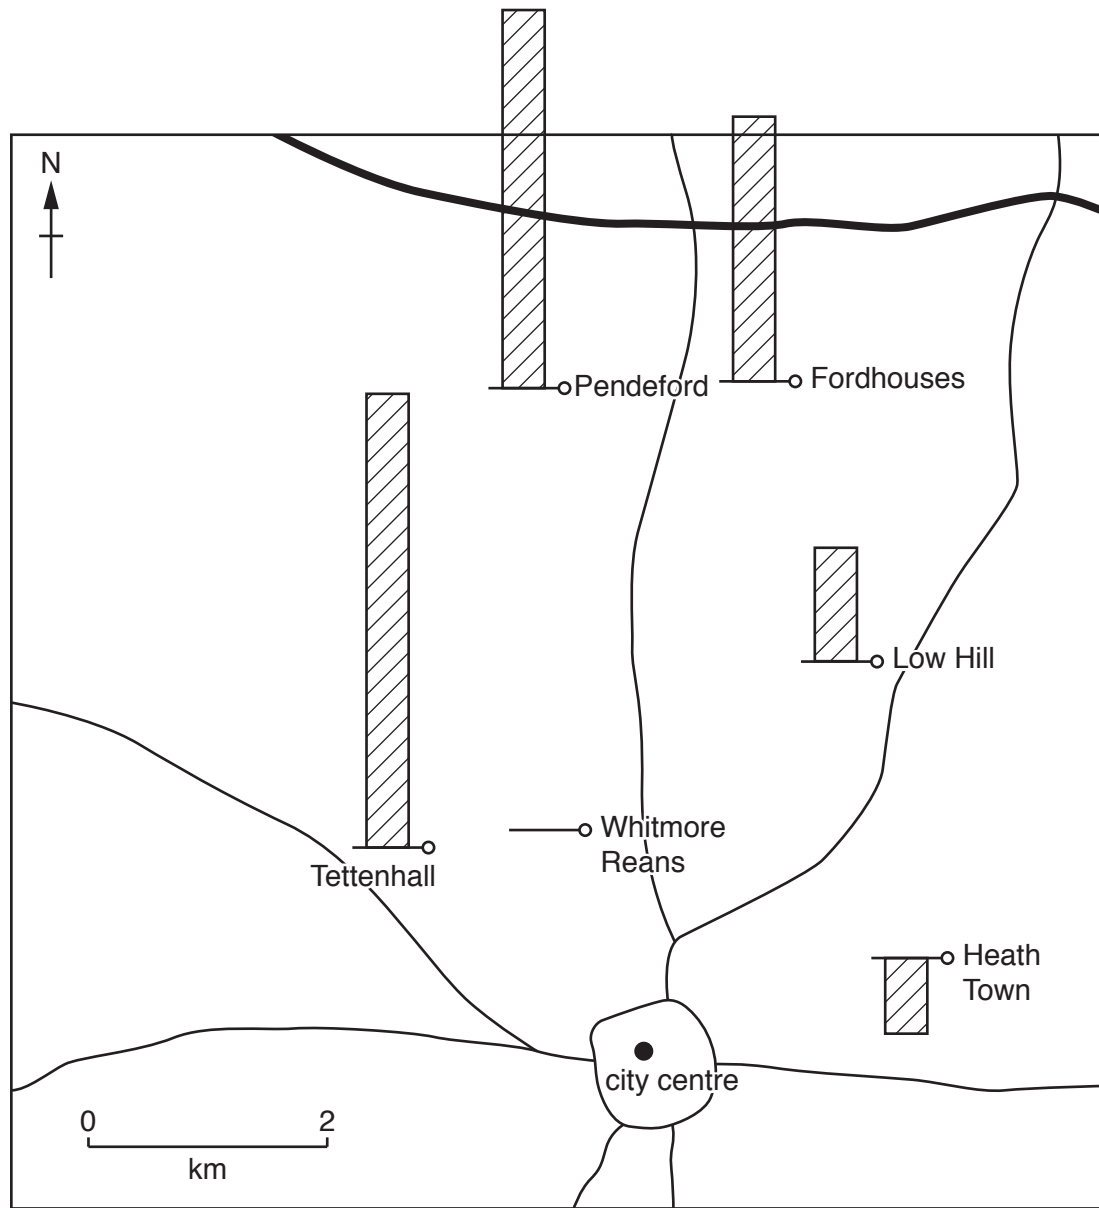 N
Pendeford
Fordhouses
Low Hill
Whitmore
Reans
Tettenhall
Heath
Town
city centre
0 2
km